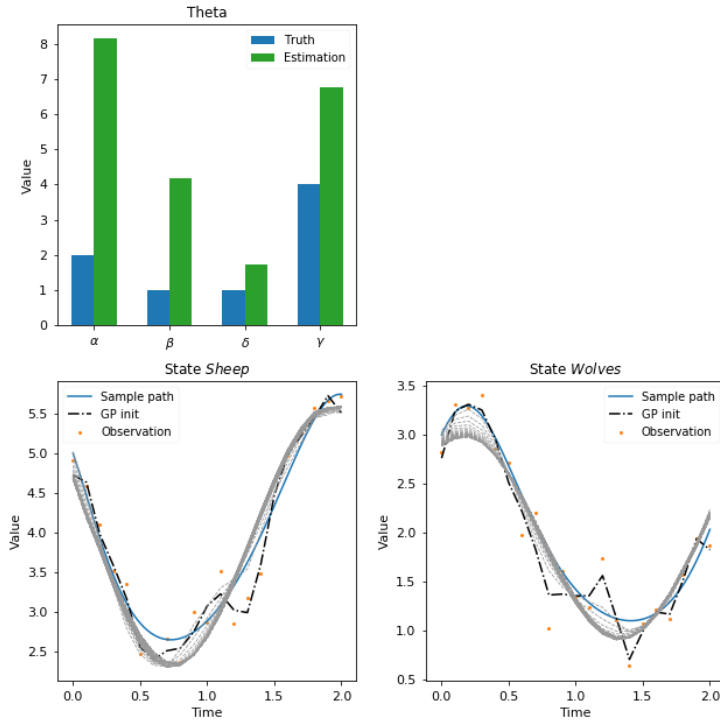 Theta
Truth
Estimation
Value
8
7
6
5
4
3
2
1
0
α
β
δ
γ
State Sheep
Sample path
GP init
Observation
Value
5.5
5.0
4.5
4.0
3.5
3.0
2.5
0.0
0.5
1.0
1.5
2.0
Time
State Wolves
Sample path
GP init
Observation
Value
3.5
3.0
2.5
2.0
1.5
1.0
0.5
0.0
0.5
1.0
1.5
2.0
Time